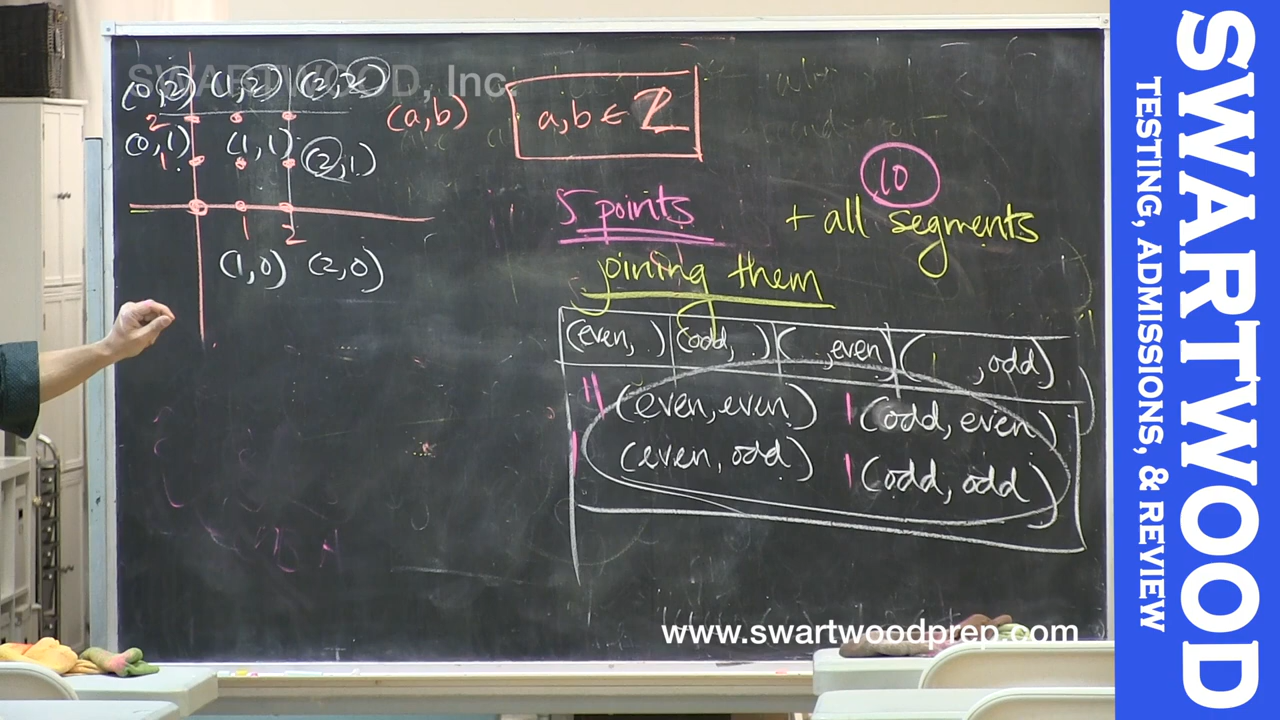 SWARTWOOD, Inc.
(0,2) (1,2) (2,2)
2
(a,b)
a,b ∈ Z
(0,1) (1,1) (2,1)
1
1 2
(1,0) (2,0)
10
5 points
+ all segments
joining them
(even, ) (odd, ) ( ,even) ( ,odd)
|| (even, even) | (odd, even)
| (even, odd) | (odd, odd)
www.swartwoodprep.com
SWARTWOOD
TESTING, ADMISSIONS, & REVIEW